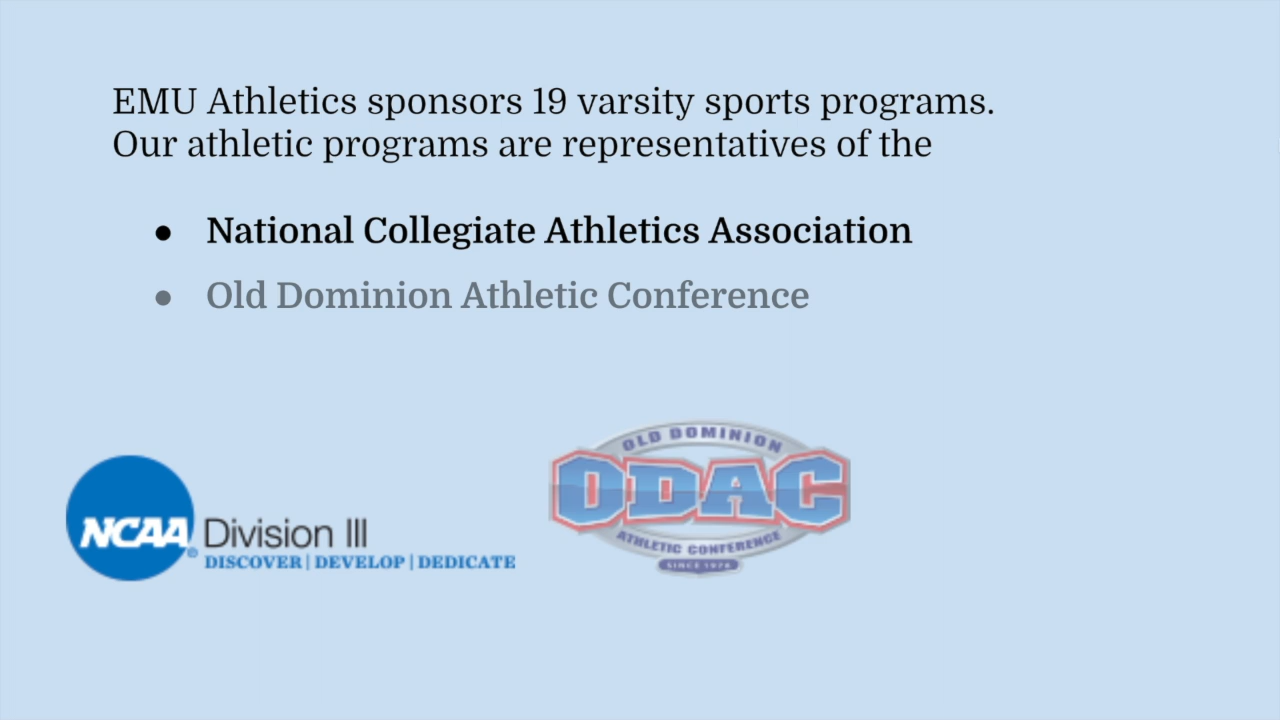 EMU Athletics sponsors 19 varsity sports programs.
Our athletic programs are representatives of the
● National Collegiate Athletics Association
● Old Dominion Athletic Conference
OLD DOMINION
ODAC
ATHLETIC CONFERENCE
SINCE 1976
NCAA® Division III
DISCOVER | DEVELOP | DEDICATE